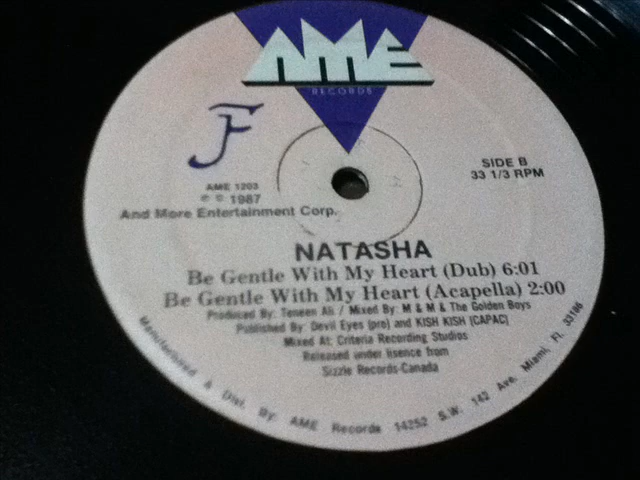 AME
RECORDS
F
SIDE B
33 1/3 RPM
AME 1203
℗ © 1987
And More Entertainment Corp.
NATASHA
Be Gentle With My Heart (Dub) 6:01
Be Gentle With My Heart (Acapella) 2:00
Produced By: Teneen Ali / Mixed By: M & M & The Golden Boys
Published By: Devil Eyes (pro) and KISH KISH (CAPAC)
Mixed At: Criteria Recording Studios
Released under lisence from
Sizzle Records-Canada
Manufactured & Dist. By AME Records 14252 S.W. 142 Ave. Miami, FL 33186